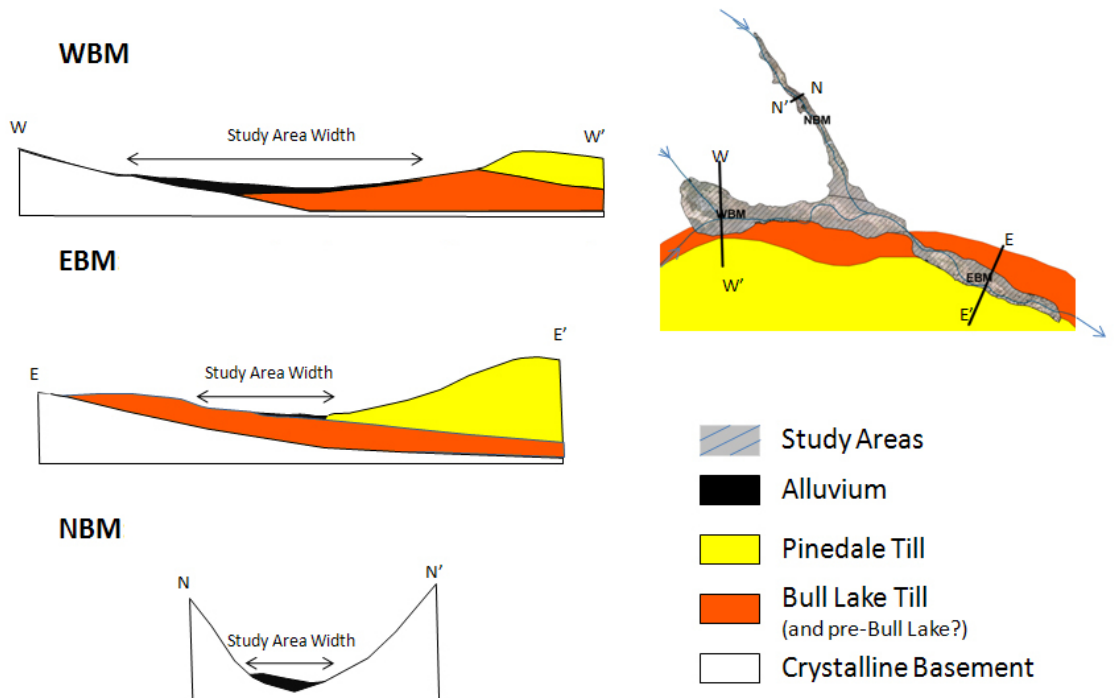 WBM
W
Study Area Width
W'
EBM
E
Study Area Width
E'
NBM
N
N'
Study Area Width
N
N'
NBM
W
WBM
W'
E
EBM
E'
Study Areas
Alluvium
Pinedale Till
Bull Lake Till
(and pre-Bull Lake?)
Crystalline Basement